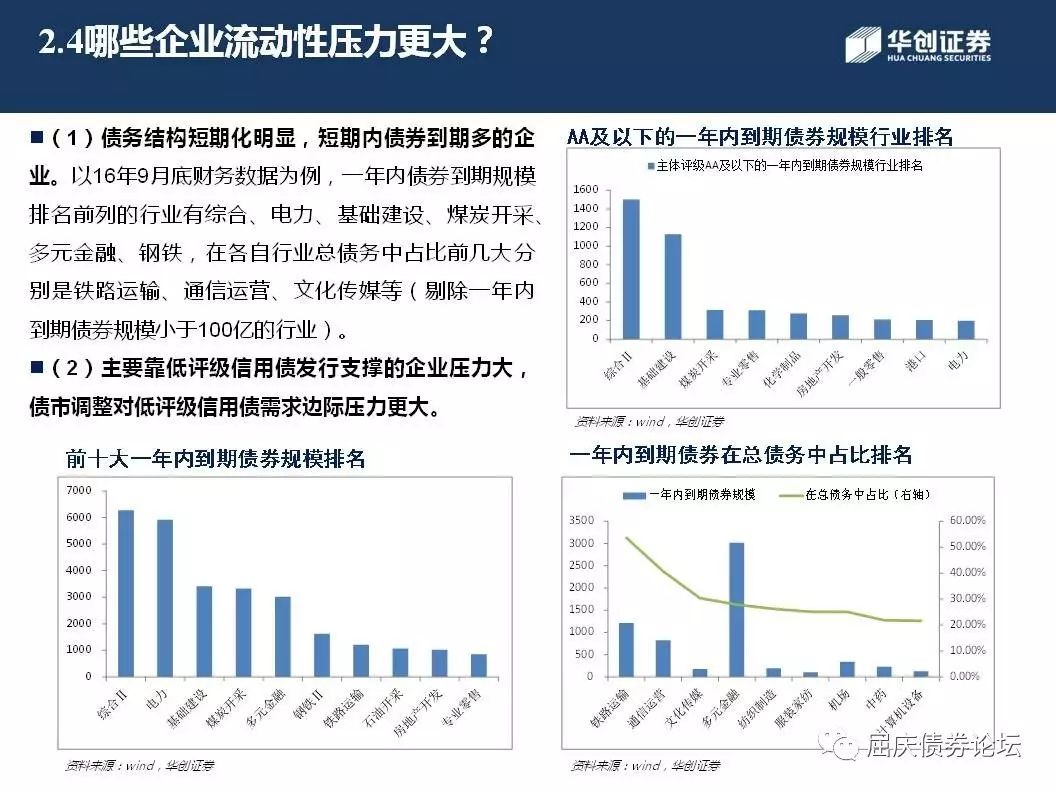 2.4哪些企业流动性压力更大？
华创证券
HUA CHUANG SECURITIES
■（1）债务结构短期化明显，短期内债券到期多的企
业。以16年9月底财务数据为例，一年内债券到期规模
排名前列的行业有综合、电力、基础建设、煤炭开采、
多元金融、钢铁，在各自行业总债务中占比前几大分
别是铁路运输、通信运营、文化传媒等（剔除一年内
到期债券规模小于100亿的行业）。
■（2）主要靠低评级信用债发行支撑的企业压力大，
债市调整对低评级信用债需求边际压力更大。
AA及以下的一年内到期债券规模行业排名
主体评级AA及以下的一年内到期债券规模行业排名
1600
1400
1200
1000
800
600
400
200
0
综合Ⅱ
基础建设
煤炭开采
专业零售
化学制品
房地产开发
一般零售
港口
电力
资料来源：wind，华创证券
前十大一年内到期债券规模排名
7000
6000
5000
4000
3000
2000
1000
0
综合Ⅱ
电力
基础建设
煤炭开采
多元金融
钢铁Ⅱ
铁路运输
石油开采
房地产开发
专业零售
资料来源：wind，华创证券
一年内到期债券在总债务中占比排名
一年内到期债券规模
在总债务中占比（右轴）
3500
3000
2500
2000
1500
1000
500
0
60.00%
50.00%
40.00%
30.00%
20.00%
10.00%
0.00%
铁路运输
通信运营
文化传媒
多元金融
纺织制造
服装家纺
机场
中药
计算机设备
资料来源：wind，华创证券
屈庆债券论坛